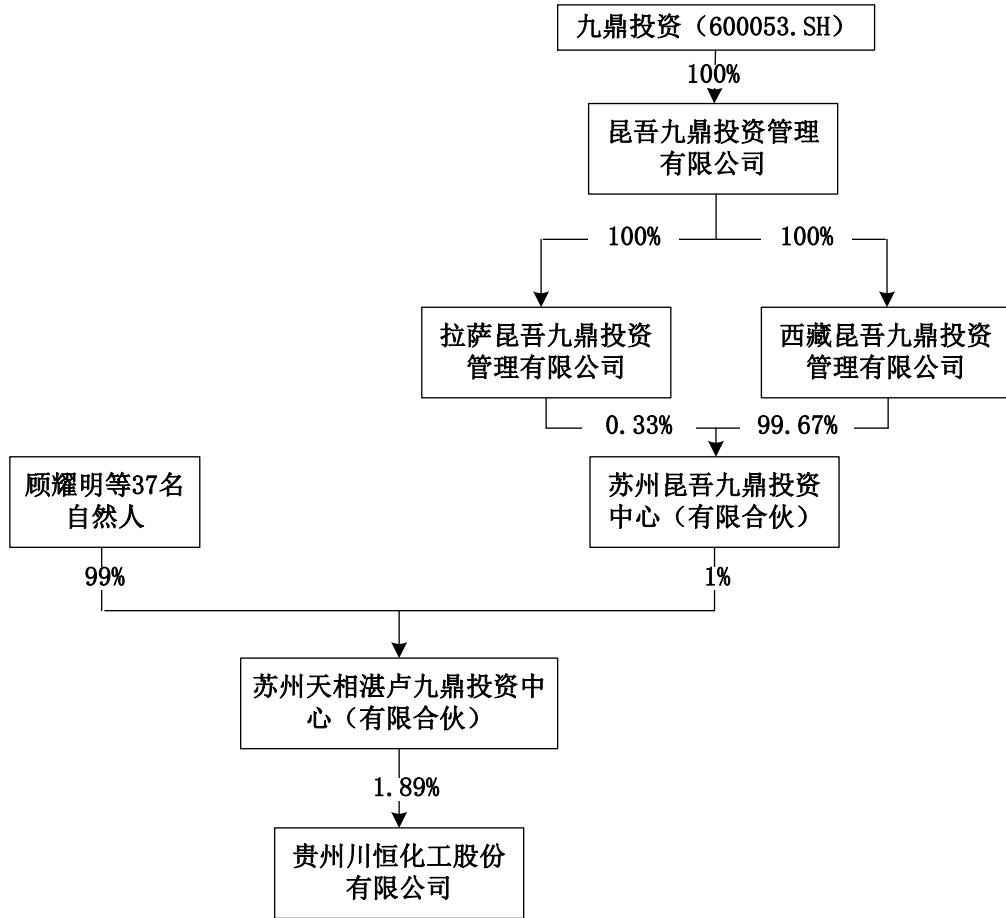 九鼎投资（600053.SH）
100%
昆吾九鼎投资管理
有限公司
100%
100%
拉萨昆吾九鼎投资
管理有限公司
西藏昆吾九鼎投资
管理有限公司
0.33%
99.67%
顾耀明等37名
自然人
苏州昆吾九鼎投资
中心（有限合伙）
99%
1%
苏州天相湛卢九鼎投资中
心（有限合伙）
1.89%
贵州川恒化工股份
有限公司